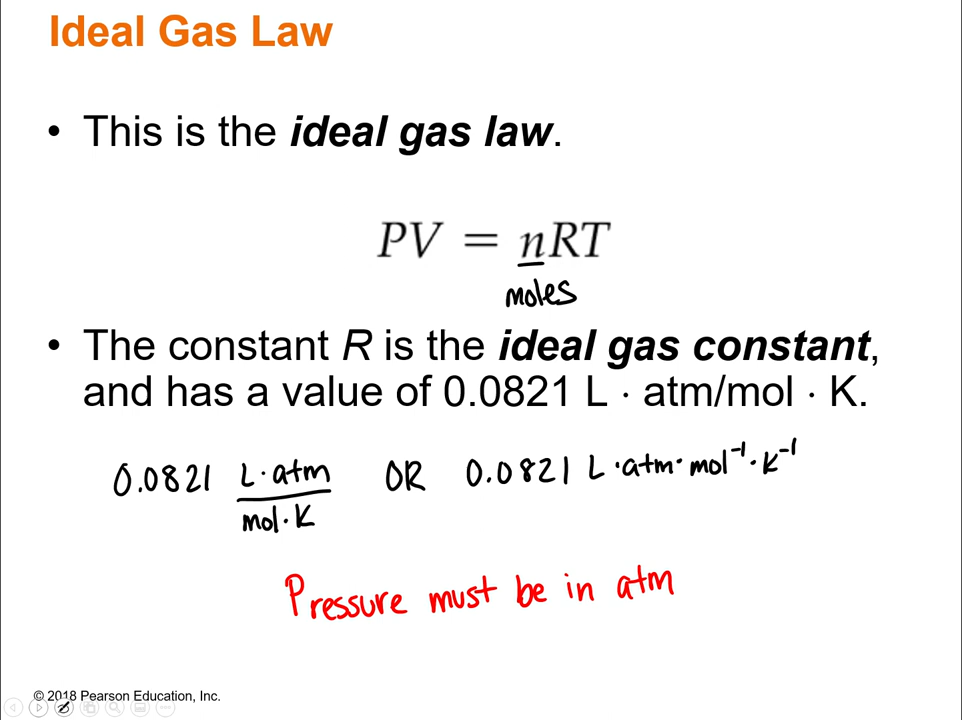 Ideal Gas Law
• This is the ideal gas law.
PV = nRT
moles
• The constant R is the ideal gas constant,
and has a value of 0.0821 L · atm/mol · K.
0.0821 L·atm/mol·K OR 0.0821 L·atm·mol⁻¹·K⁻¹
Pressure must be in atm
© 2018 Pearson Education, Inc.